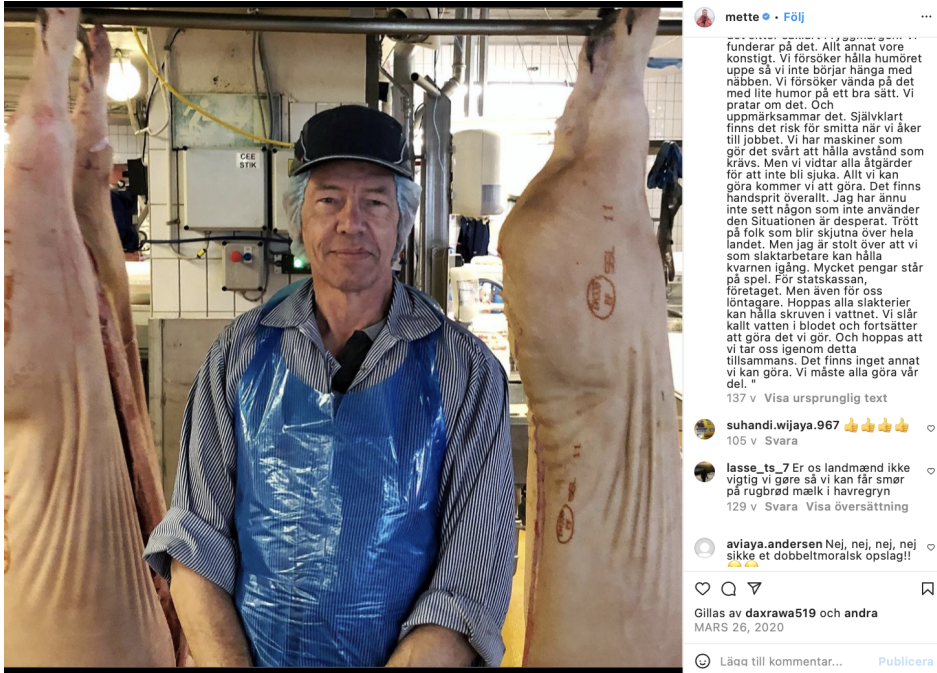 CEE
STIK
11
11
mette • Följ
funderar på det. Allt annat vore
konstigt. Vi försöker hålla humöret
uppe så vi inte börjar hänga med
näbben. Vi försöker vända på det
med lite humor på ett bra sätt. Vi
pratar om det. Och
uppmärksammar det. Självklart
finns det risk för smitta när vi åker
till jobbet. Vi har maskiner som
gör det svårt att hålla avstånd som
krävs. Men vi vidtar alla åtgärder
för att inte bli sjuka. Allt vi kan
göra kommer vi att göra. Det finns
handsprit överallt. Jag har ännu
inte sett någon som inte använder
den Situationen är desperat. Trött
på folk som blir skjutna över hela
landet. Men jag är stolt över att vi
som slaktarbetare kan hålla
kvarnen igång. Mycket pengar står
på spel. För statskassan,
företaget. Men även för oss
löntagare. Hoppas alla slakterier
kan hålla skruven i vattnet. Vi slår
kallt vatten i blodet och fortsätter
att göra det vi gör. Och hoppas att
vi tar oss igenom detta
tillsammans. Det finns inget annat
vi kan göra. Vi måste alla göra vår
del. "
137 v Visa ursprunglig text
suhandi.wijaya.967 👍👍👍👍
105 v Svara
lasse_ts_7 Er os landmænd ikke
vigtig vi gøre så vi kan får smør
på rugbrød mælk i havregryn
129 v Svara Visa översättning
aviaya.andersen Nej, nej, nej, nej
sikke et dobbeltmoralsk opslag!!
Gillas av daxrawa519 och andra
MARS 26, 2020
Lägg till kommentar... Publicera